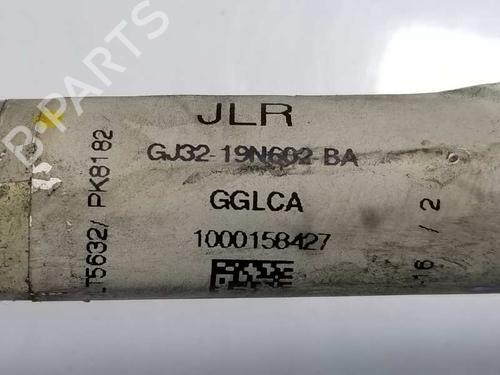 JLR
GJ32-19N602-BA
GGLCA
1000158427
T5632/ PK8182
16 / 2
B-PARTS